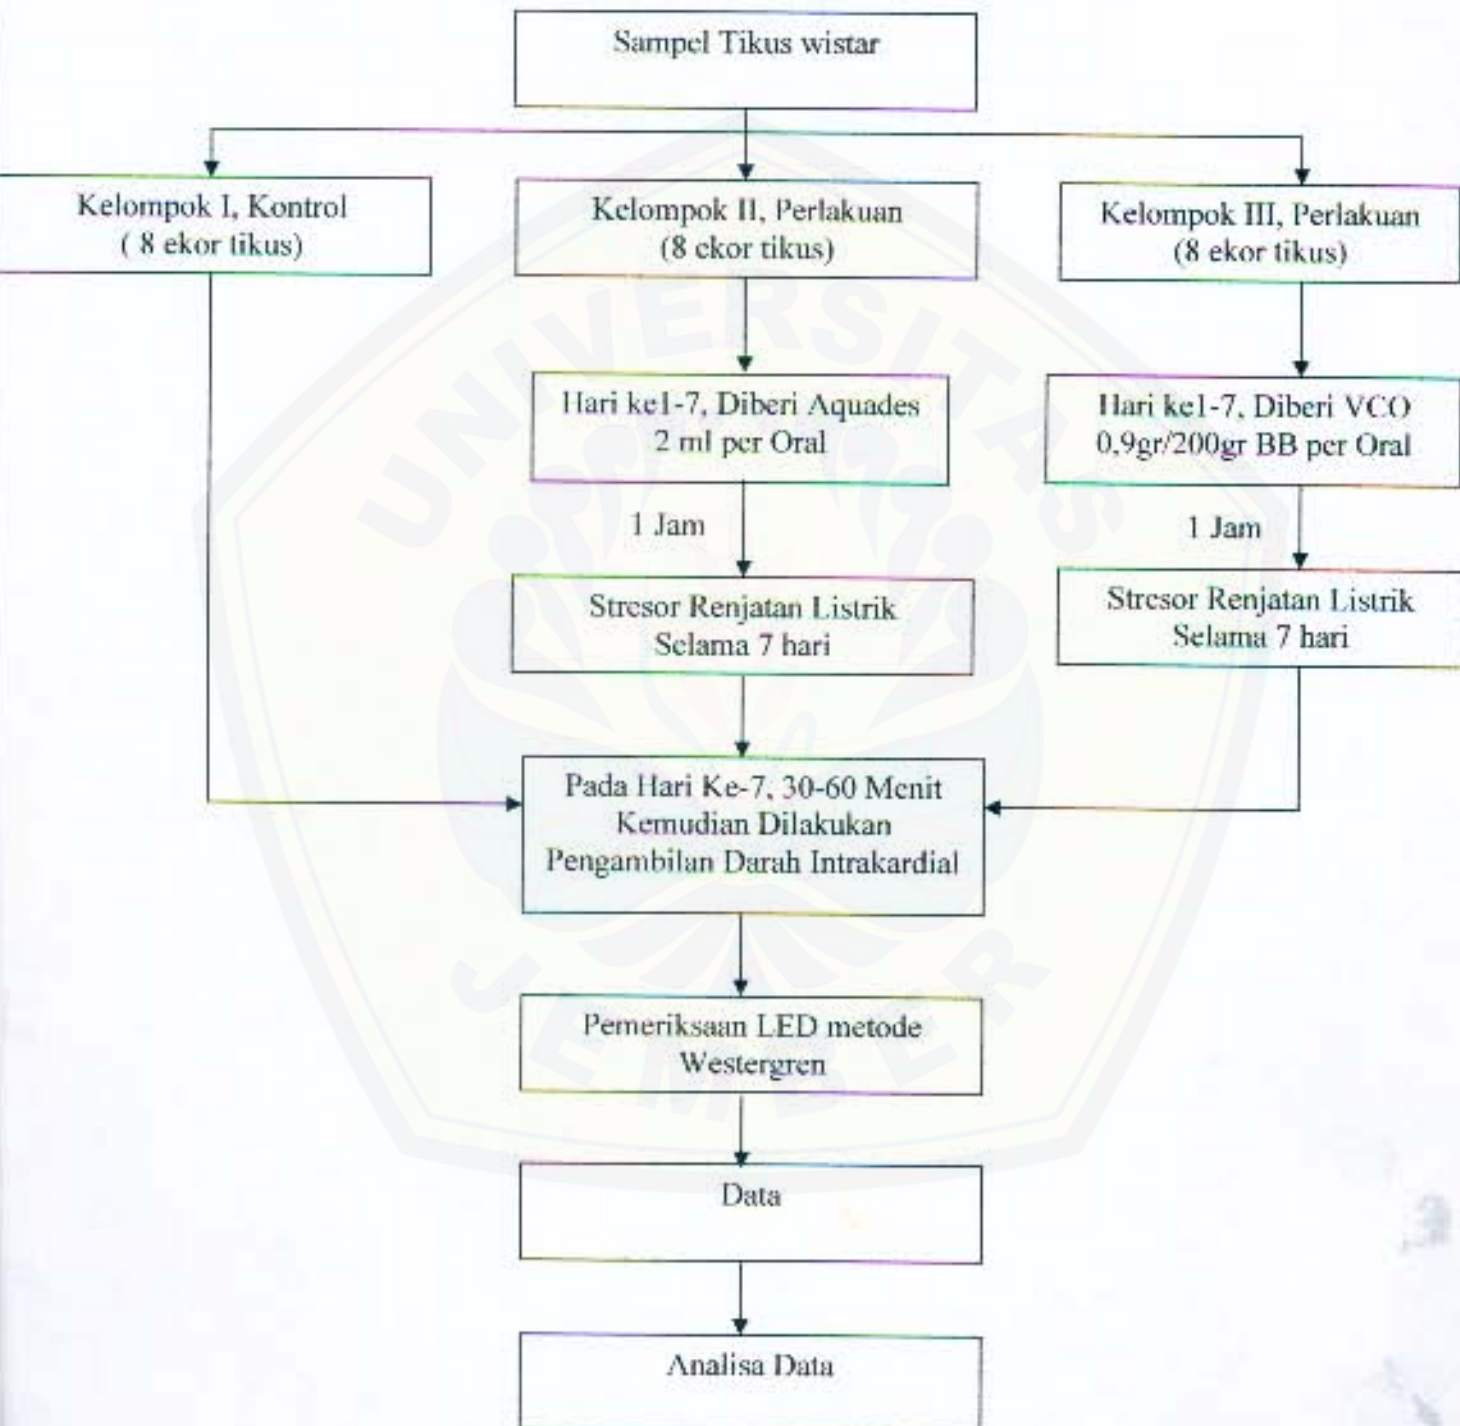 Sampel Tikus wistar
Kelompok I, Kontrol
( 8 ekor tikus)
Kelompok II, Perlakuan
(8 ekor tikus)
Kelompok III, Perlakuan
(8 ekor tikus)
Hari ke1-7, Diberi Aquades
2 ml per Oral
Hari ke1-7, Diberi VCO
0,9gr/200gr BB per Oral
1 Jam
1 Jam
Stresor Renjatan Listrik
Selama 7 hari
Stresor Renjatan Listrik
Selama 7 hari
Pada Hari Ke-7, 30-60 Menit
Kemudian Dilakukan
Pengambilan Darah Intrakardial
Pemeriksaan LED metode
Westergren
Data
Analisa Data
UNIVERSITAS
JEMBER